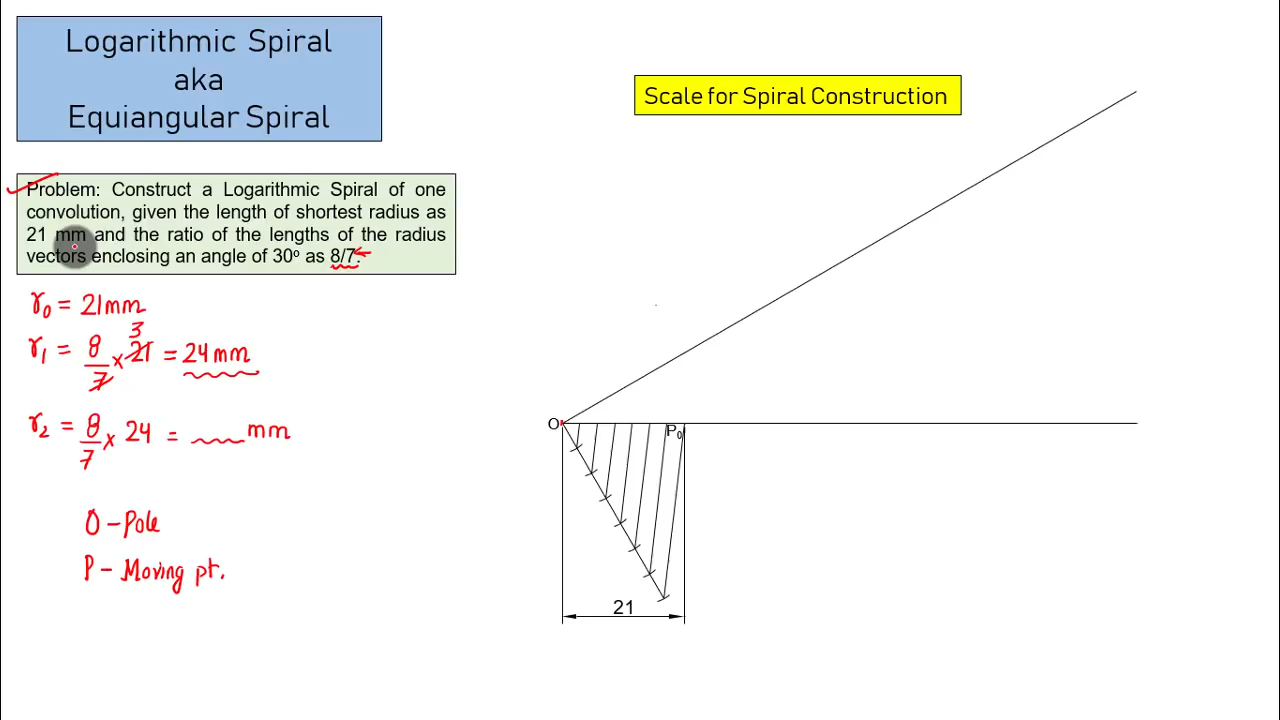 Logarithmic Spiral
aka
Equiangular Spiral
Scale for Spiral Construction
Problem: Construct a Logarithmic Spiral of one
convolution, given the length of shortest radius as
21 mm and the ratio of the lengths of the radius
vectors enclosing an angle of 30º as 8/7.
r₀ = 21mm
r₁ = 8/7 × 21 3 = 24mm
r₂ = 8/7 × 24 = mm
O – Pole
P – Moving pt.
O
P₀
21